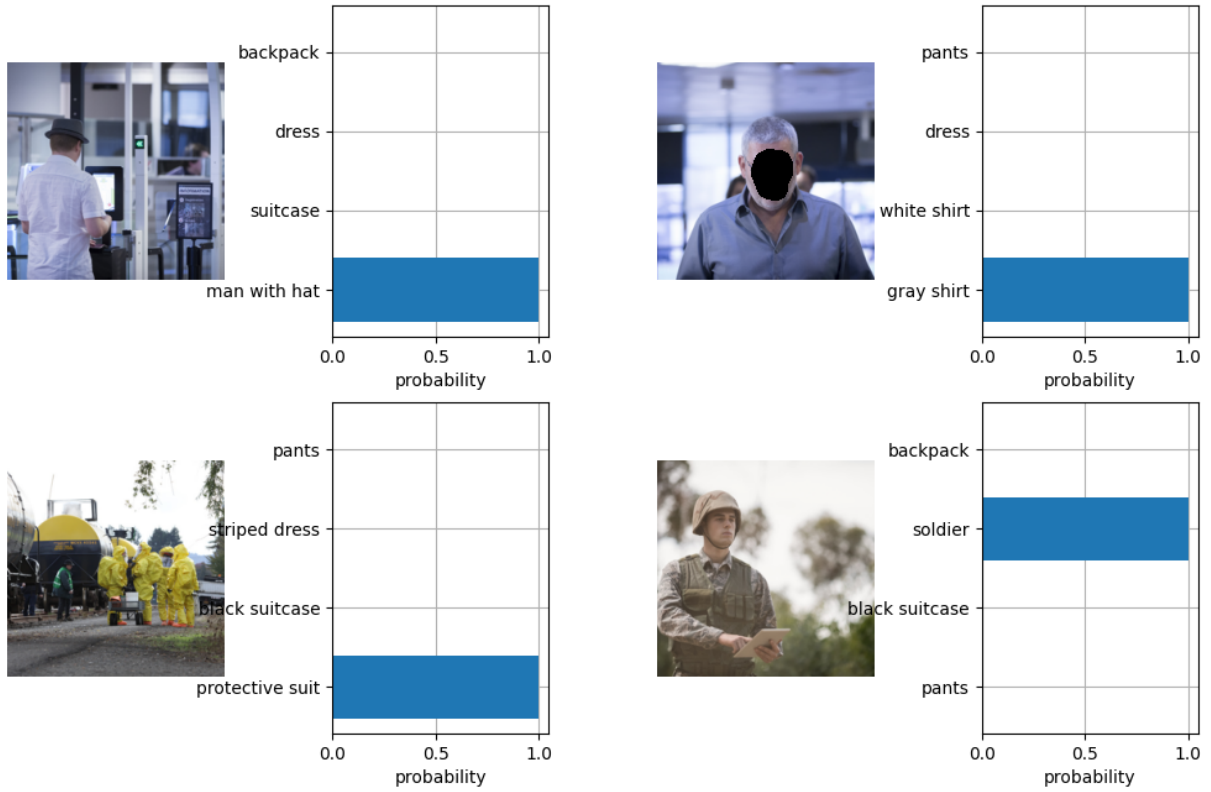 backpack
dress
suitcase
man with hat
0.0 0.5 1.0
probability
pants
dress
white shirt
gray shirt
0.0 0.5 1.0
probability
pants
striped dress
black suitcase
protective suit
0.0 0.5 1.0
probability
backpack
soldier
black suitcase
pants
0.0 0.5 1.0
probability